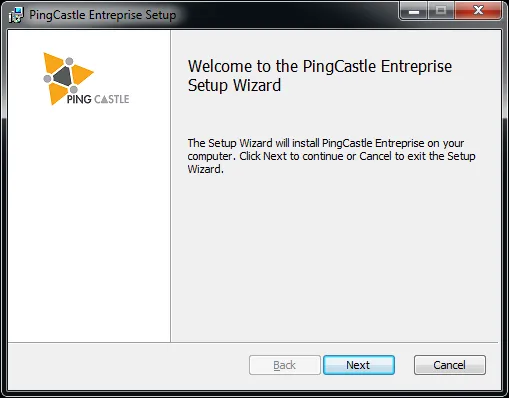 PingCastle Entreprise Setup
PING CASTLE
Welcome to the PingCastle Entreprise
Setup Wizard
The Setup Wizard will install PingCastle Entreprise on your
computer. Click Next to continue or Cancel to exit the Setup
Wizard.
Back
Next
Cancel